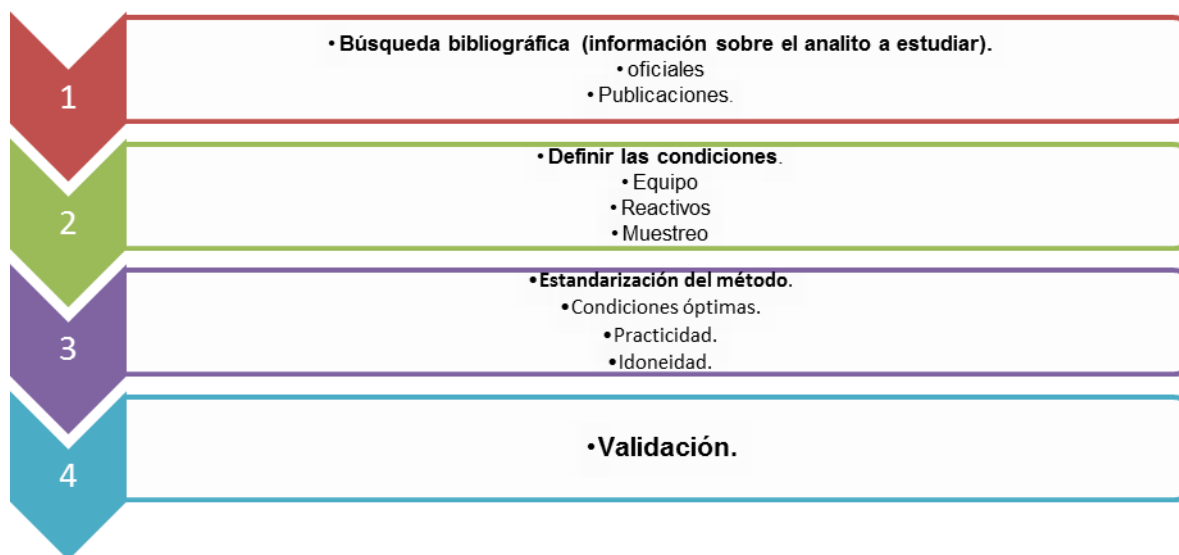 1
• Búsqueda bibliográfica (información sobre el analito a estudiar).
• oficiales
• Publicaciones.
2
• Definir las condiciones.
• Equipo
• Reactivos
• Muestreo
3
•Estandarización del método.
•Condiciones óptimas.
•Practicidad.
•Idoneidad.
4
•Validación.